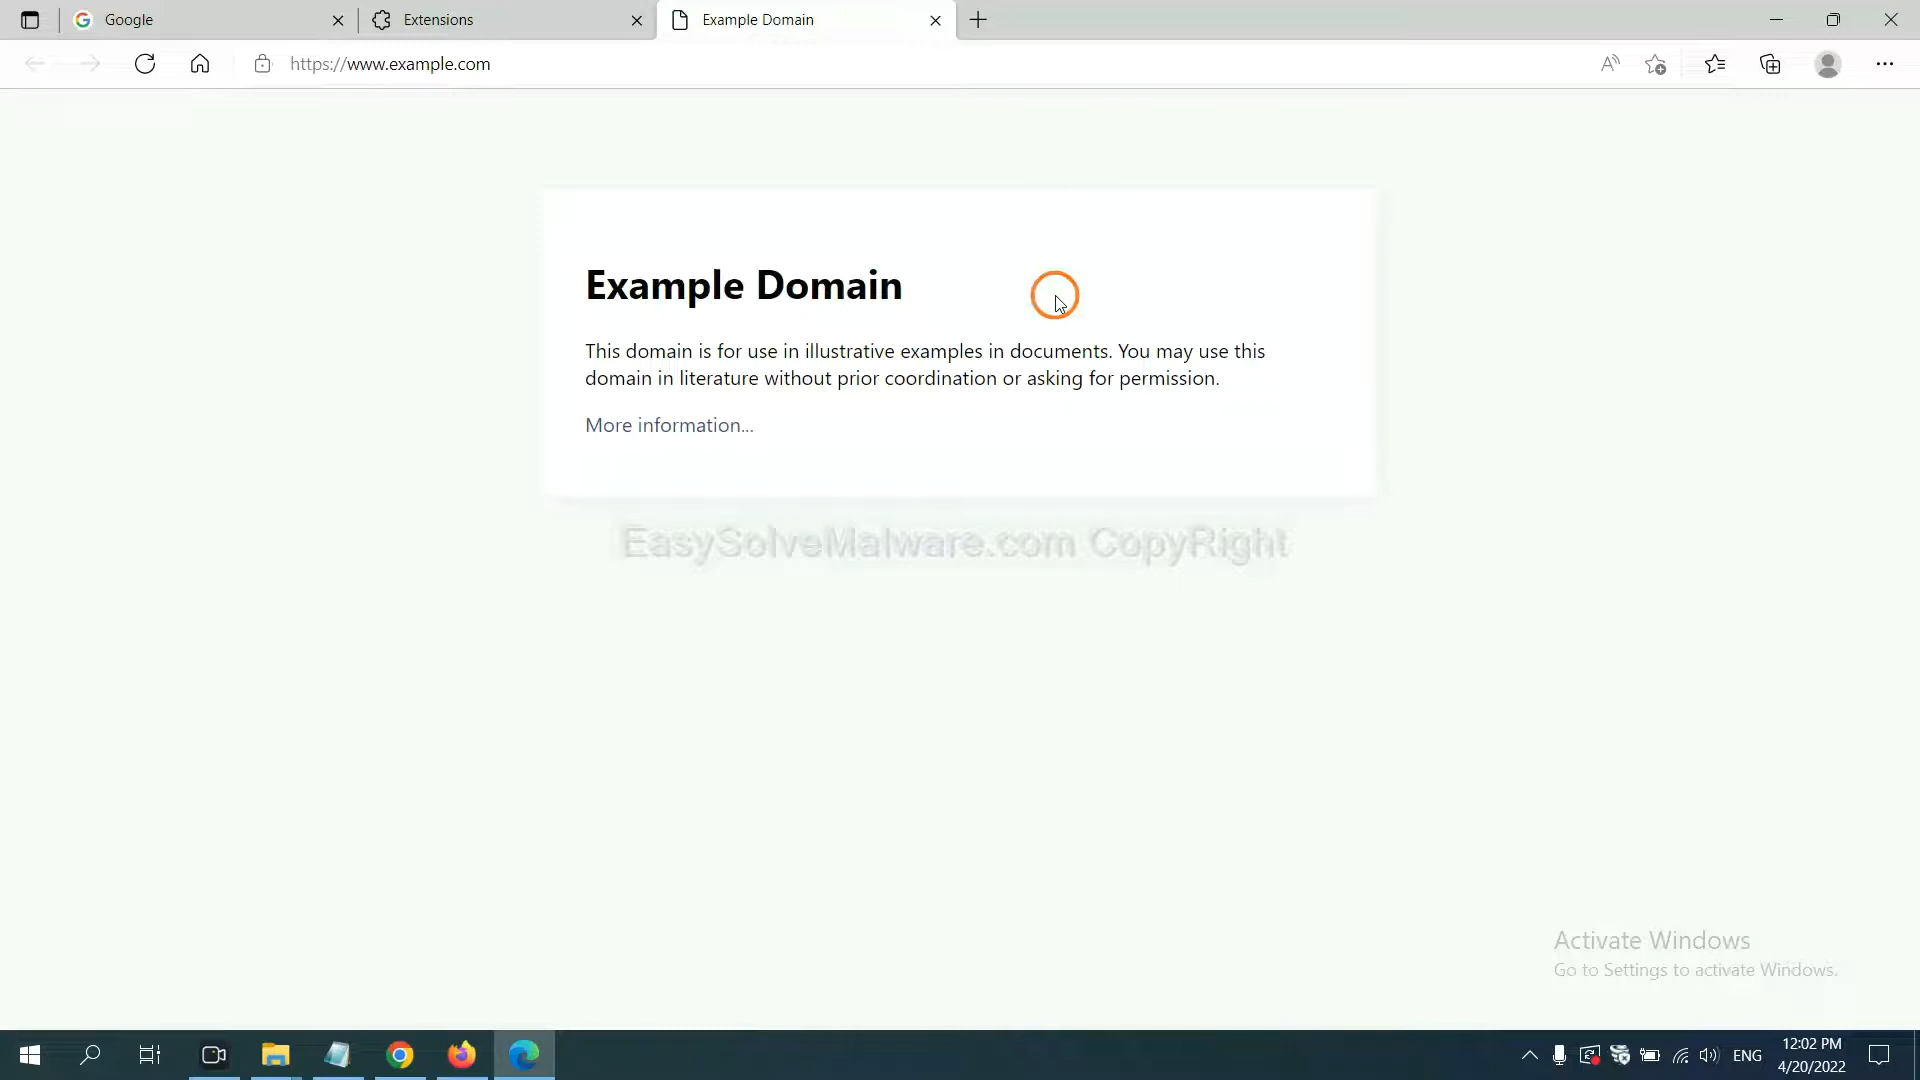 Google
Extensions
Example Domain
https://www.example.com
Example Domain
This domain is for use in illustrative examples in documents. You may use this
domain in literature without prior coordination or asking for permission.
More information...
EasySolveMalware.com CopyRight
Activate Windows
Go to Settings to activate Windows.
ENG
12:02 PM
4/20/2022